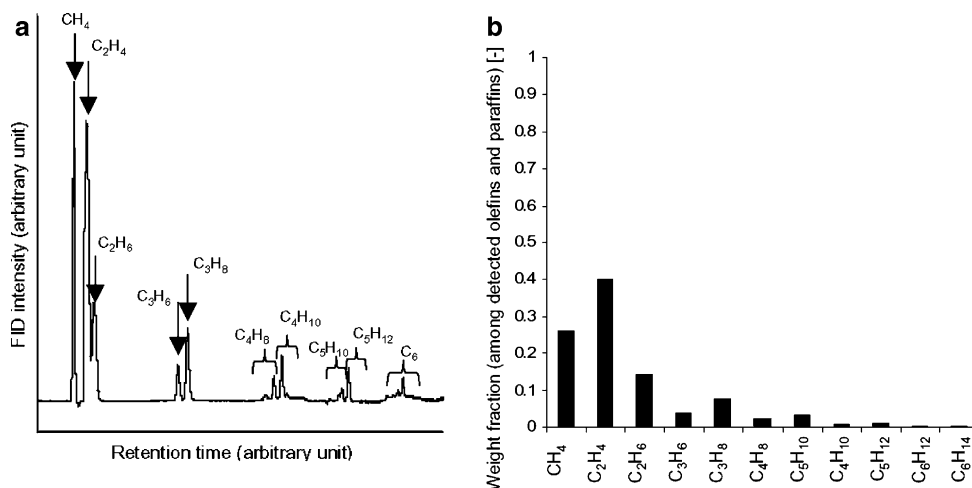 a
CH₄
C₂H₄
C₂H₆
C₃H₆
C₃H₈
C₄H₈
C₄H₁₀
C₅H₁₀
C₅H₁₂
C₆
FID intensity (arbitrary unit)
Retention time (arbitrary unit)
b
Weight fraction (among detected olefins and paraffins) [-]
1
0.9
0.8
0.7
0.6
0.5
0.4
0.3
0.2
0.1
0
CH₄
C₂H₄
C₂H₆
C₃H₆
C₃H₈
C₄H₈
C₅H₁₀
C₄H₁₀
C₅H₁₂
C₆H₁₂
C₆H₁₄